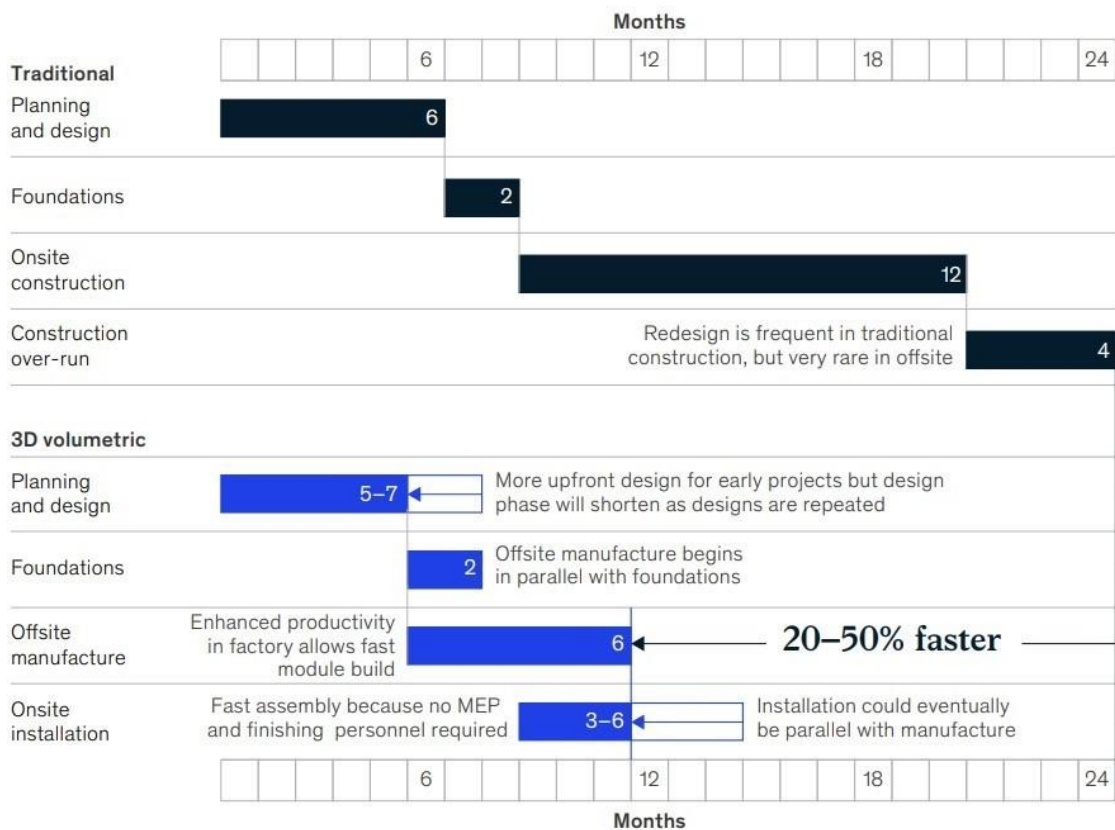 Months
6 12 18 24
Traditional
Planning
and design
6
Foundations
2
Onsite
construction
12
Construction
over-run
Redesign is frequent in traditional
construction, but very rare in offsite
4
3D volumetric
Planning
and design
5–7
More upfront design for early projects but design
phase will shorten as designs are repeated
Foundations
2
Offsite manufacture begins
in parallel with foundations
Offsite
manufacture
Enhanced productivity
in factory allows fast
module build
6
20–50% faster
Onsite
installation
Fast assembly because no MEP
and finishing personnel required
3–6
Installation could eventually
be parallel with manufacture
6 12 18 24
Months